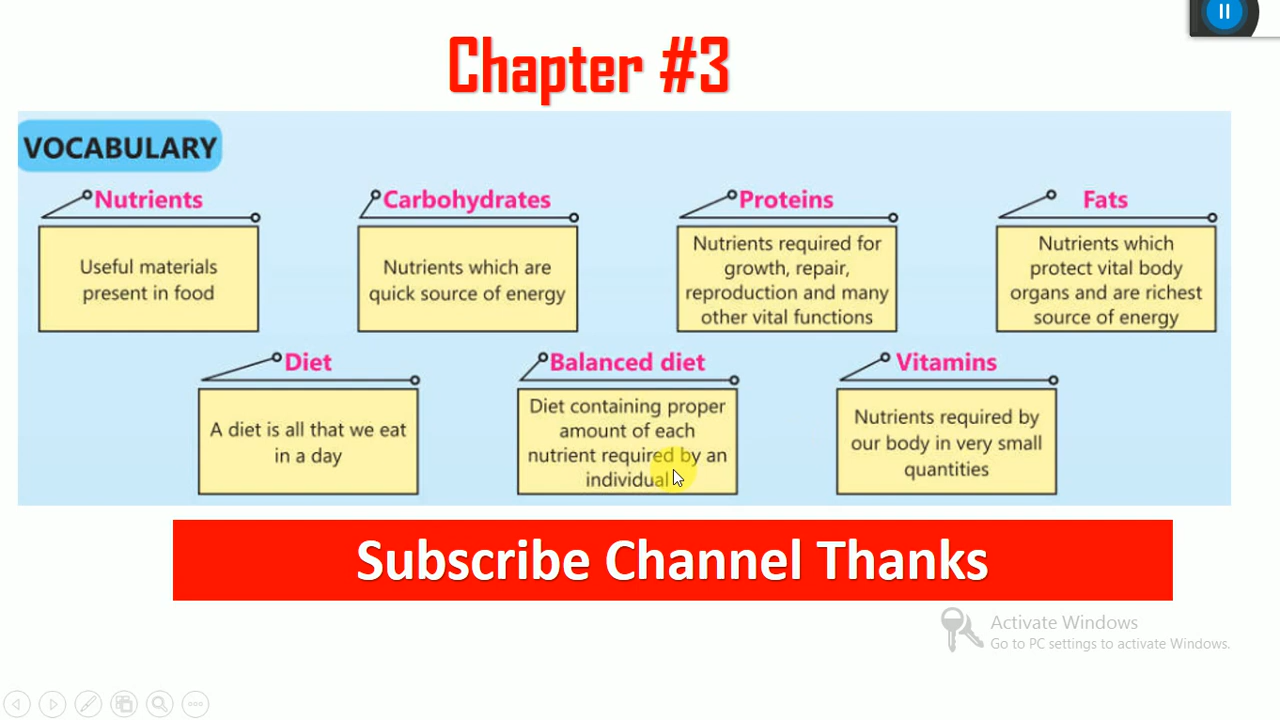 Chapter #3
VOCABULARY
Nutrients
Useful materials
present in food
Carbohydrates
Nutrients which are
quick source of energy
Proteins
Nutrients required for
growth, repair,
reproduction and many
other vital functions
Fats
Nutrients which
protect vital body
organs and are richest
source of energy
Diet
A diet is all that we eat
in a day
Balanced diet
Diet containing proper
amount of each
nutrient required by an
individual
Vitamins
Nutrients required by
our body in very small
quantities
Subscribe Channel Thanks
Activate Windows
Go to PC settings to activate Windows.